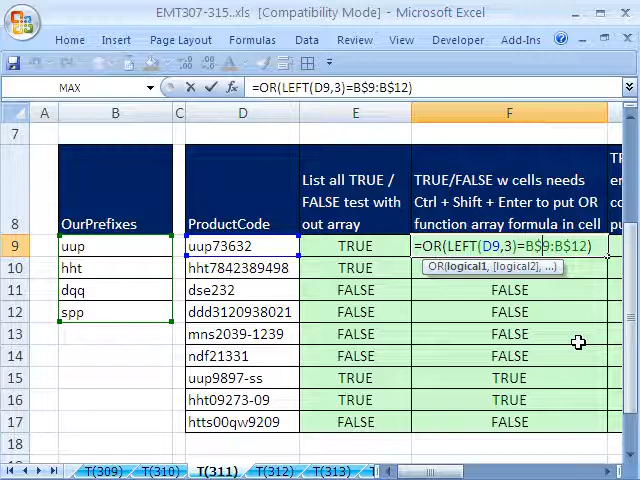 EMT307-315..xls [Compatibility Mode] - Microsoft Excel
Home Insert Page Layout Formulas Data Review View Developer Add-Ins
MAX =OR(LEFT(D9,3)=B$9:B$12)
A B C D E F
7
8 OurPrefixes ProductCode
List all TRUE /
FALSE test with
out array
TRUE/FALSE w cells needs
Ctrl + Shift + Enter to put OR
function array formula in cell
9 uup uup73632 TRUE =OR(LEFT(D9,3)=B$9:B$12)
OR(logical1, [logical2], ...)
10 hht hht7842389498 TRUE
11 dqq dse232 FALSE FALSE
12 spp ddd3120938021 FALSE FALSE
13 mns2039-1239 FALSE FALSE
14 ndf21331 FALSE FALSE
15 uup9897-ss TRUE TRUE
16 hht09273-09 TRUE TRUE
17 htts00qw9209 FALSE FALSE
18
T(309) T(310) T(311) T(312) T(313)